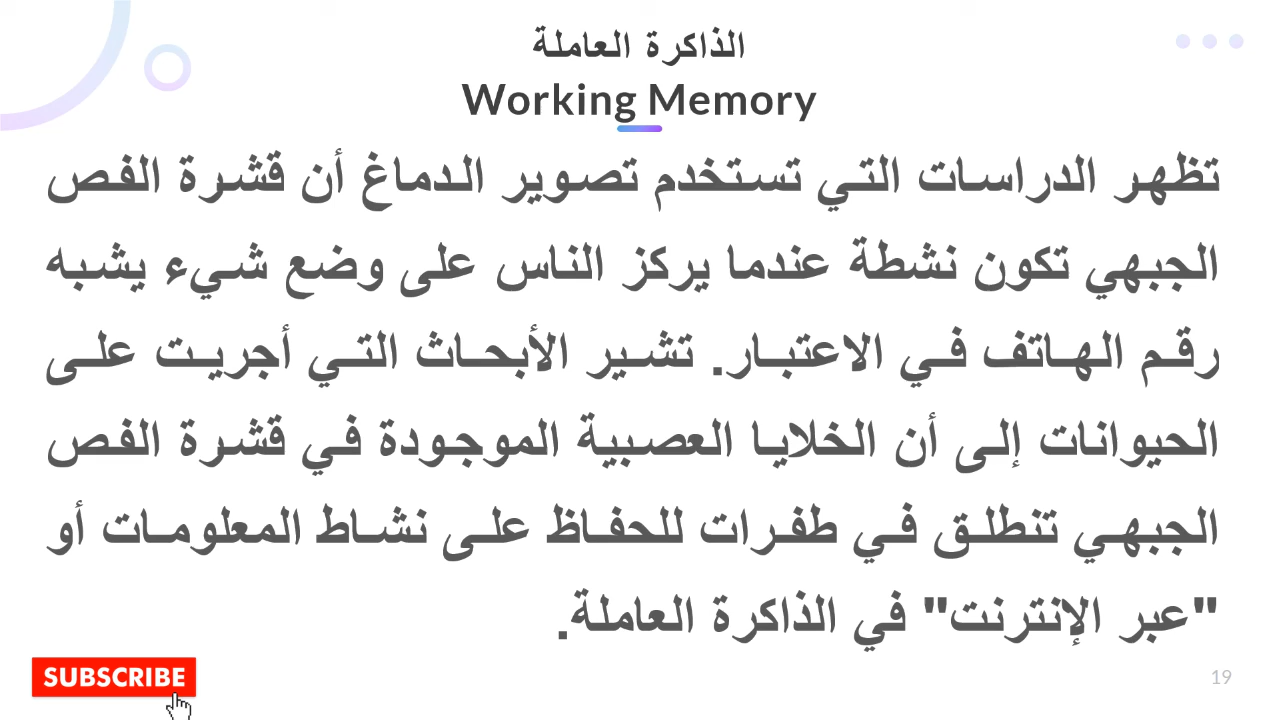 الذاكرة العاملة
Working Memory
تظهر الدراسات التي تستخدم تصوير الدماغ أن قشرة الفص
الجبهي تكون نشطة عندما يركز الناس على وضع شيء يشبه
رقم الهاتف في الاعتبار. تشير الأبحاث التي أجريت على
الحيوانات إلى أن الخلايا العصبية الموجودة في قشرة الفص
الجبهي تنطلق في طفرات للحفاظ على نشاط المعلومات أو
"عبر الإنترنت" في الذاكرة العاملة.
SUBSCRIBE
19